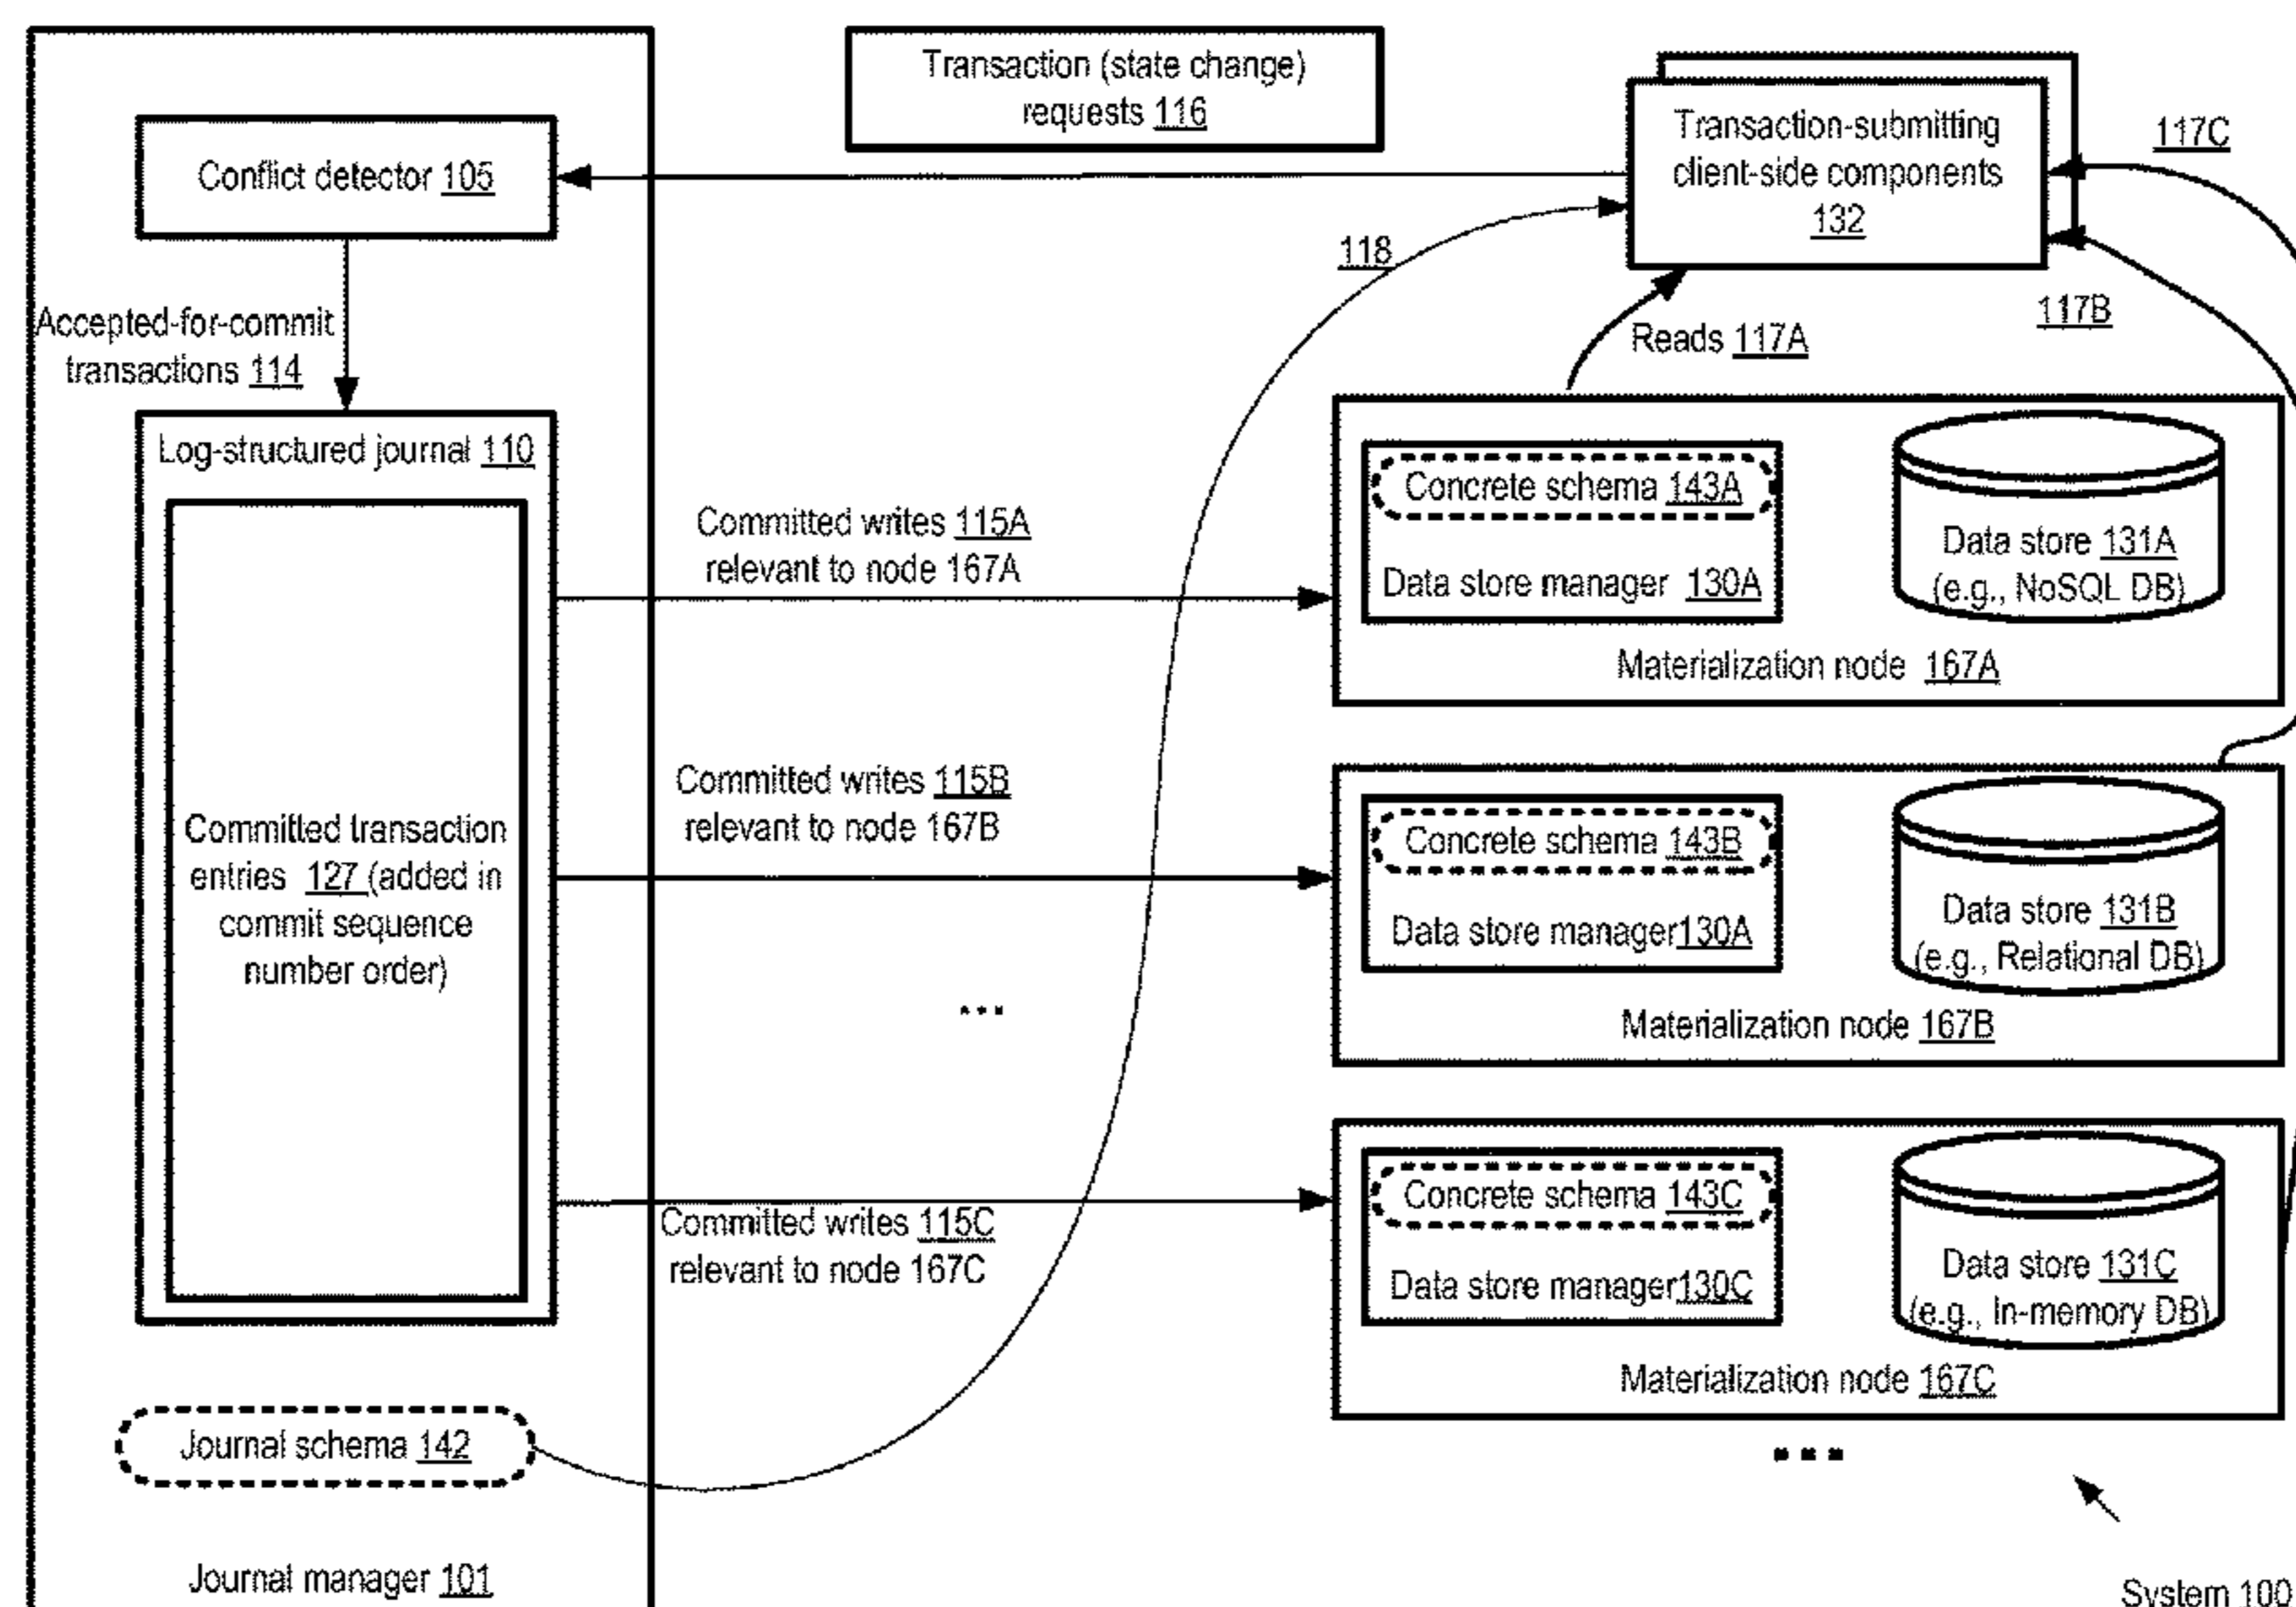 Transaction (state change)
requests 116
Transaction-submitting
client-side components
132
117C
Conflict detector 105
118
117B
Accepted-for-commit
transactions 114
Reads 117A
Log-structured journal 110
Committed transaction
entries 127 (added in
commit sequence
number order)
Committed writes 115A
relevant to node 167A
Concrete schema 143A
Data store manager 130A
Data store 131A
(e.g., NoSQL DB)
Materialization node 167A
Committed writes 115B
relevant to node 167B
Concrete schema 143B
Data store manager130A
Data store 131B
(e.g., Relational DB)
Materialization node 167B
...
Committed writes 115C
relevant to node 167C
Concrete schema 143C
Data store manager130C
Data store 131C
(e.g., In-memory DB)
Materialization node 167C
...
Journal schema 142
Journal manager 101
System 100